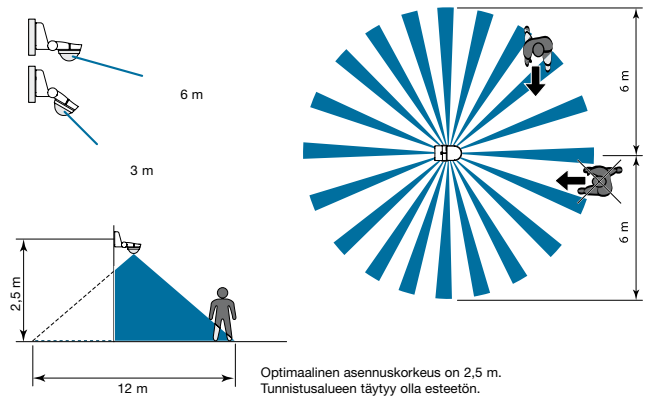 6 m
3 m
6 m
6 m
2,5 m
12 m
Optimaalinen asennuskorkeus on 2,5 m.
Tunnistusalueen täytyy olla esteetön.